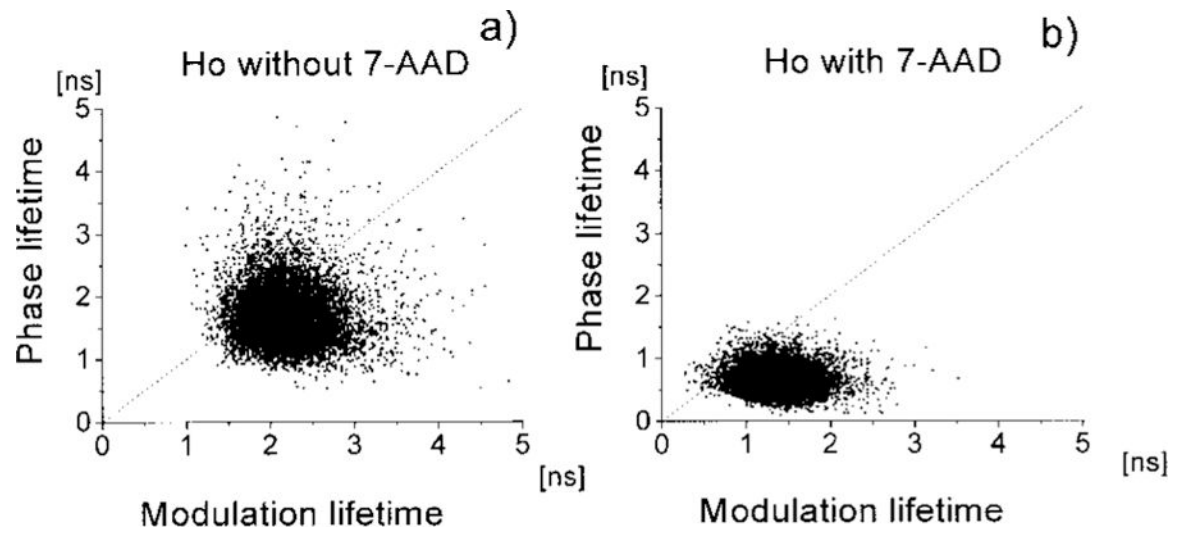 a)
Ho without 7-AAD
[ns]
5
4
3
2
1
0
Phase lifetime
0 1 2 3 4 5
[ns]
Modulation lifetime
b)
Ho with 7-AAD
[ns]
5
4
3
2
1
0
Phase lifetime
0 1 2 3 4 5
[ns]
Modulation lifetime